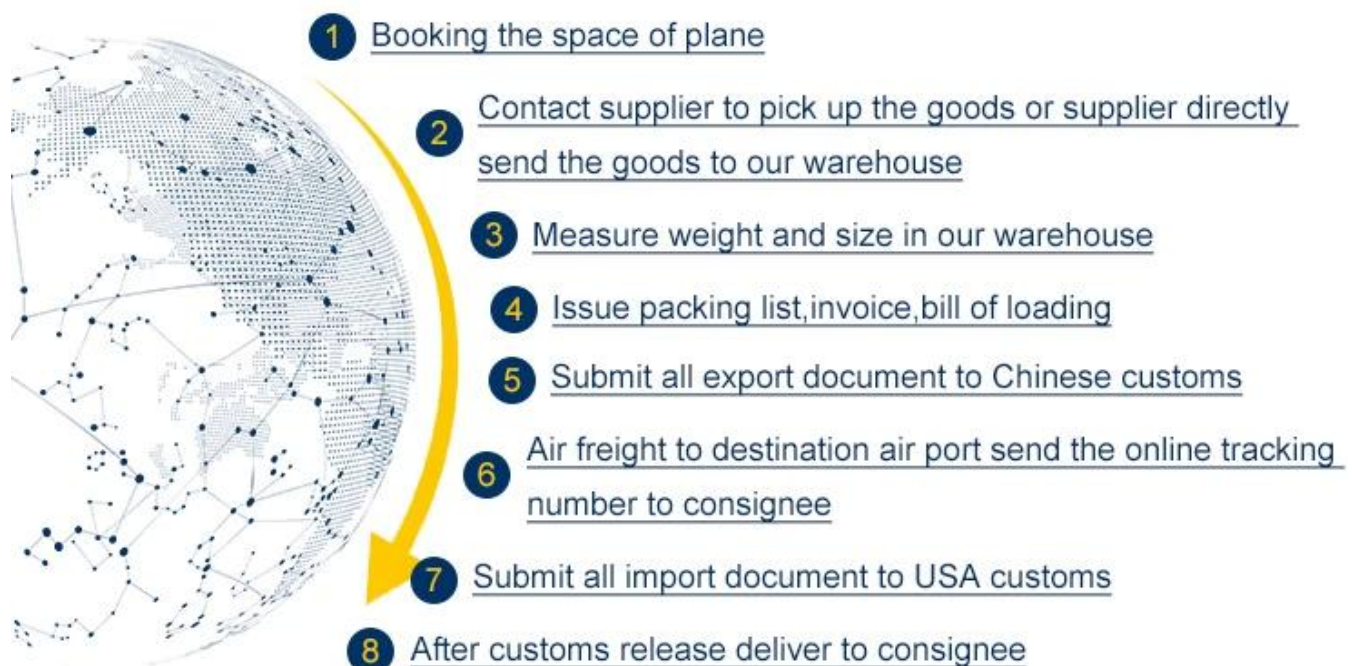 1 Booking the space of plane
2 Contact supplier to pick up the goods or supplier directly
send the goods to our warehouse
3 Measure weight and size in our warehouse
4 Issue packing list,invoice,bill of loading
5 Submit all export document to Chinese customs
6 Air freight to destination air port send the online tracking
number to consignee
7 Submit all import document to USA customs
8 After customs release deliver to consignee